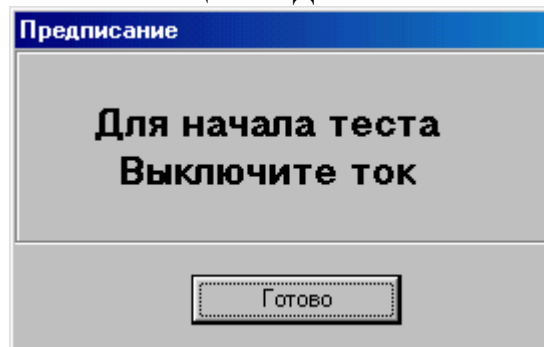 Предписание
Для начала теста
Выключите ток
Готово